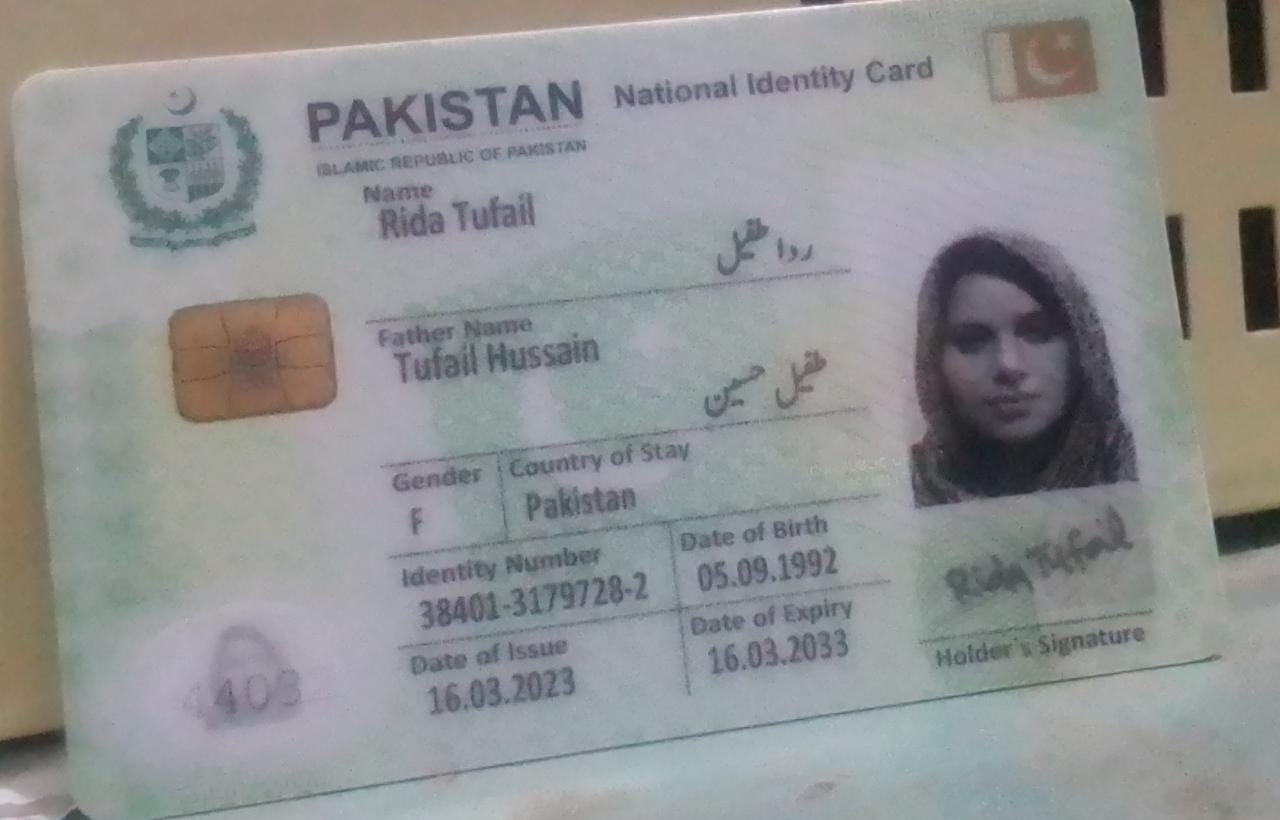 PAKISTAN National Identity Card
ISLAMIC REPUBLIC OF PAKISTAN
Name
Rida Tufail
ردا طفیل
Father Name
Tufail Hussain
طفیل حسین
Gender Country of Stay
F Pakistan
Identity Number Date of Birth
38401-3179728-2 05.09.1992
Date of Issue Date of Expiry
16.03.2023 16.03.2033
Rida Tufail
Holder's Signature